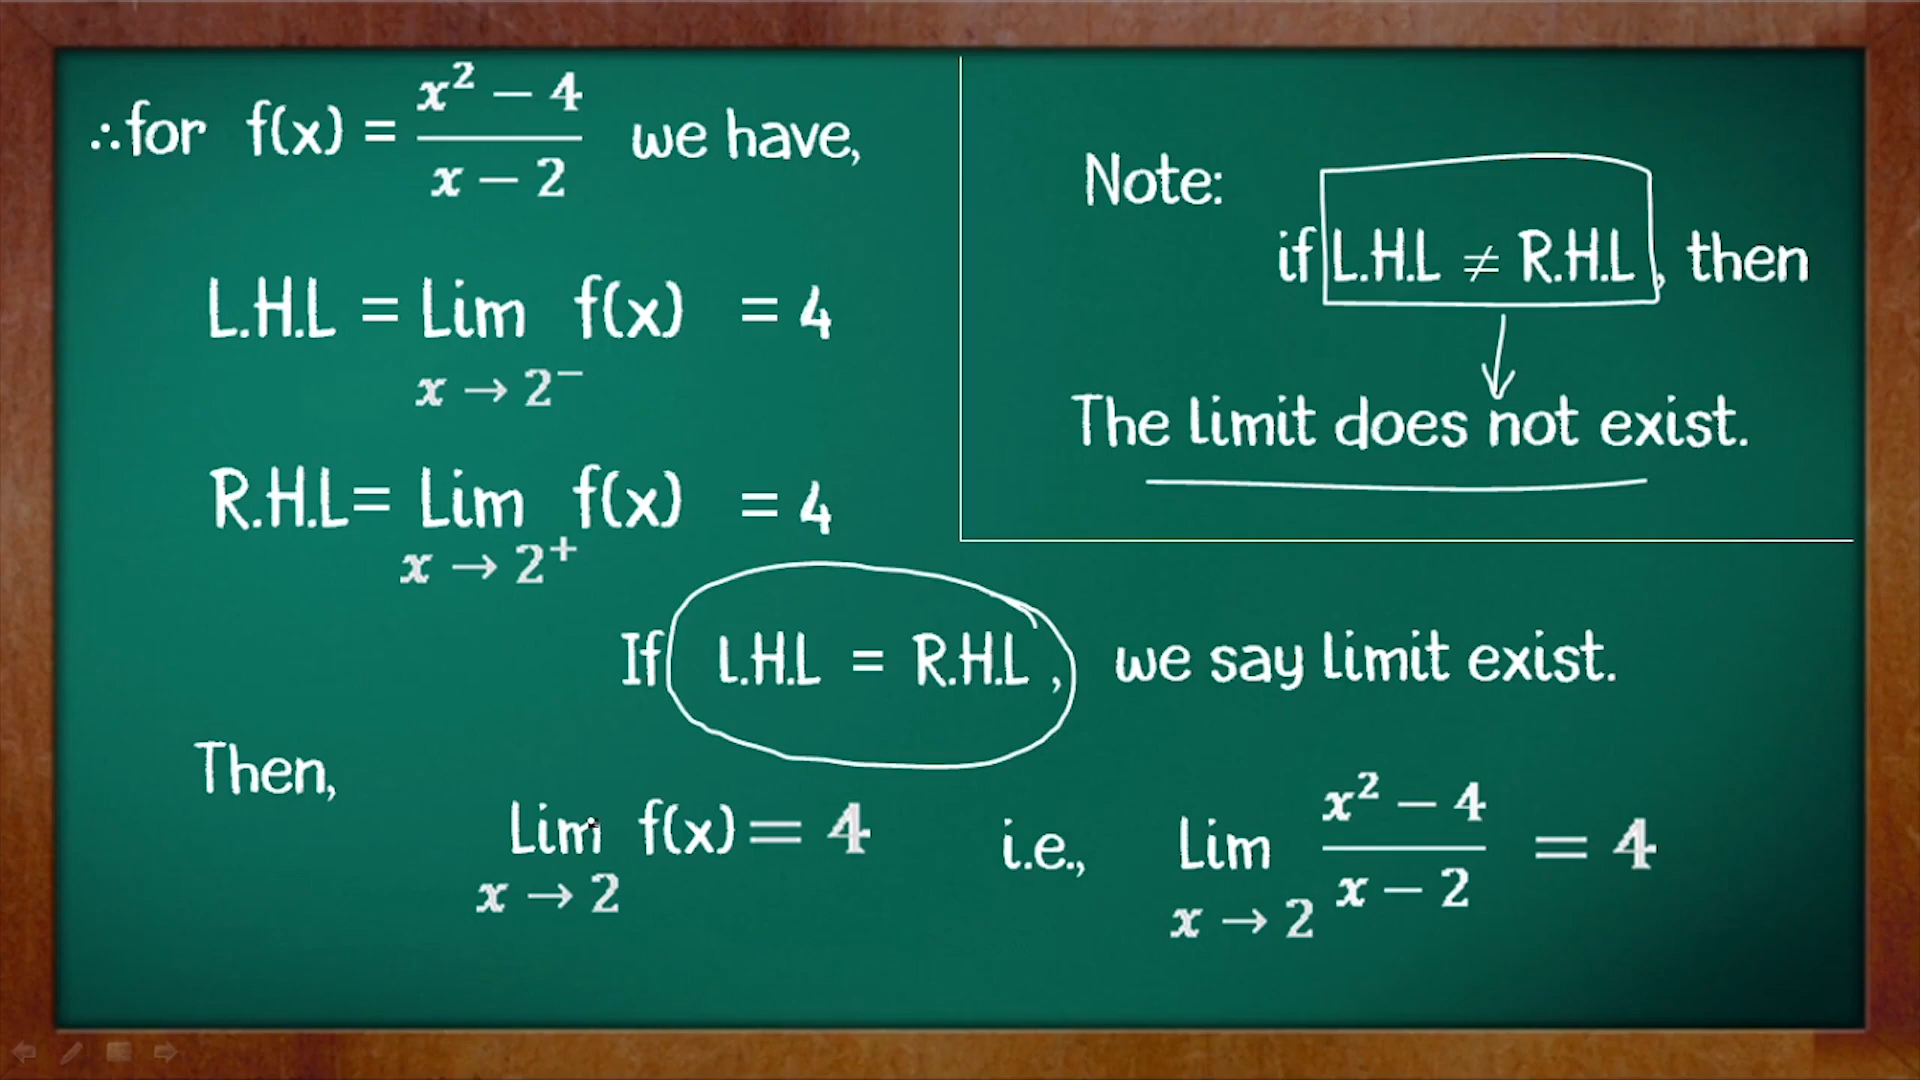 ∴for f(x) = x² − 4 / x − 2 we have,
L.H.L = Lim f(x) = 4
x → 2⁻
R.H.L= Lim f(x) = 4
x → 2⁺
Note:
if L.H.L ≠ R.H.L, then
The limit does not exist.
If L.H.L = R.H.L, we say limit exist.
Then,
Lim f(x) = 4
x → 2
i.e., Lim x² − 4 / x − 2 = 4
x → 2